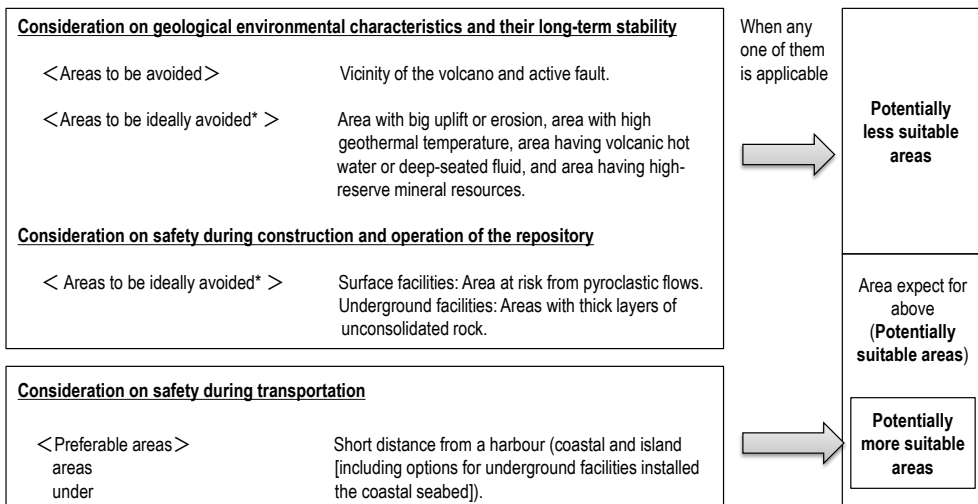 Consideration on geological environmental characteristics and their long-term stability
＜Areas to be avoided＞ Vicinity of the volcano and active fault.
＜Areas to be ideally avoided* ＞ Area with big uplift or erosion, area with high
geothermal temperature, area having volcanic hot
water or deep-seated fluid, and area having high-
reserve mineral resources.
Consideration on safety during construction and operation of the repository
＜ Areas to be ideally avoided* ＞ Surface facilities: Area at risk from pyroclastic flows.
Underground facilities: Areas with thick layers of
unconsolidated rock.
When any
one of them
is applicable
Potentially
less suitable
areas
Area expect for
above
(Potentially
suitable areas)
Consideration on safety during transportation
＜Preferable areas＞ Short distance from a harbour (coastal and island
areas [including options for underground facilities installed
under the coastal seabed]).
Potentially
more suitable
areas